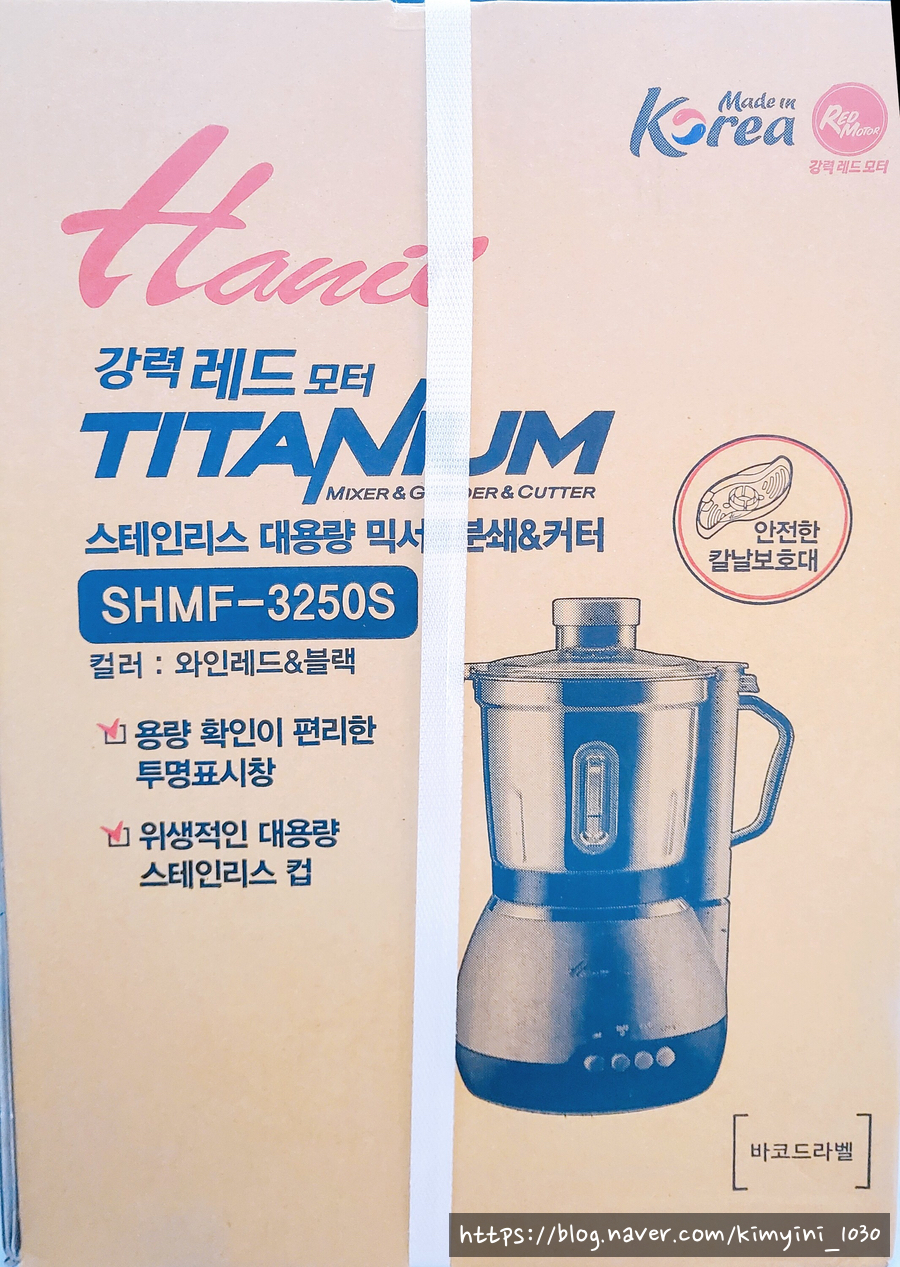 Made in
Korea
RED
MOTOR
강력 레드 모터
Hanil
강력 레드 모터
TITANIUM
MIXER & G DER & CUTTER
스테인리스 대용량 믹서 분쇄&커터
안전한
칼날보호대
SHMF-3250S
컬러 : 와인레드&블랙
용량 확인이 편리한
투명표시창
위생적인 대용량
스테인리스 컵
바코드라벨
https://blog.naver.com/kimyini_1030